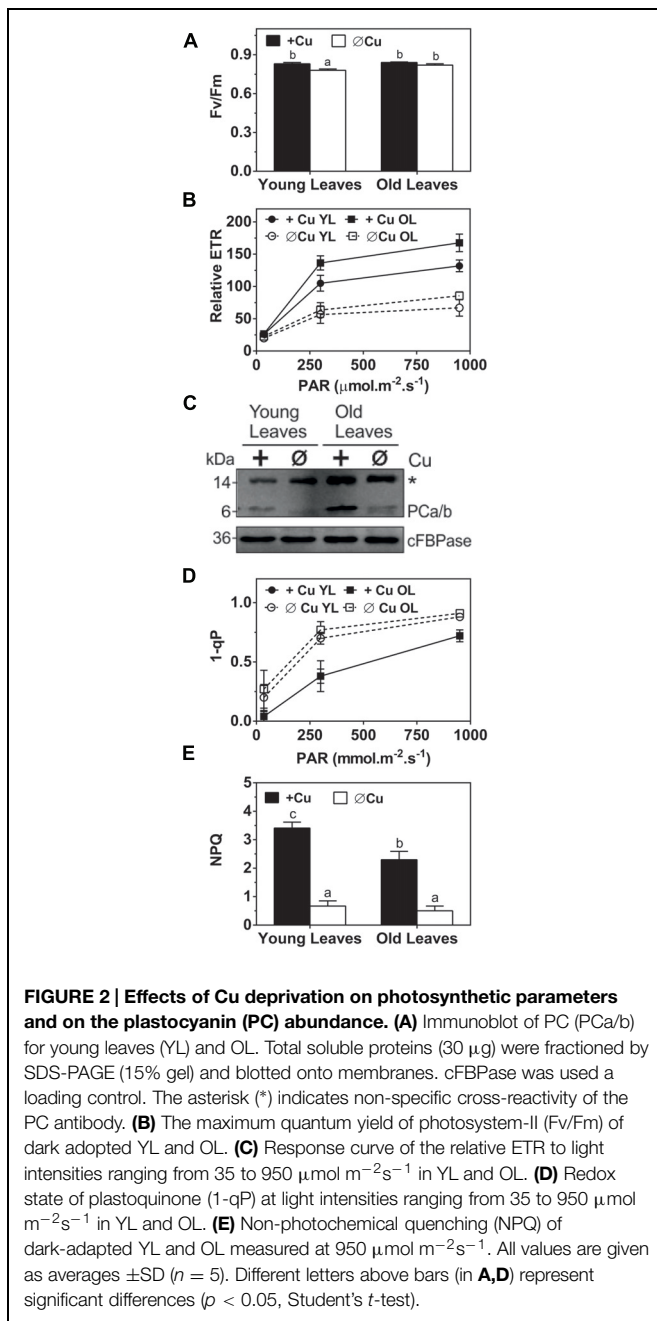 A
+Cu ∅Cu
Fv/Fm
0.9
0.6
0.3
0.0
b a b b
Young Leaves Old Leaves
B
+ Cu YL + Cu OL
∅Cu YL ∅Cu OL
Relative ETR
200
150
100
50
0
0 250 500 750 1000
PAR (μmol.m⁻².s⁻¹)
C
Young Leaves Old Leaves
+ ∅ + ∅ Cu
kDa
14 *
6 PCa/b
36 cFBPase
D
+ Cu YL + Cu OL
∅ Cu YL ∅ Cu OL
1-qP
1.0
0.5
0.0
0 250 500 750 1000
PAR (mmol.m⁻².s⁻¹)
E
+Cu ∅Cu
NPQ
5
4
3
2
1
0
c a b a
Young Leaves Old Leaves
FIGURE 2 | Effects of Cu deprivation on photosynthetic parameters
and on the plastocyanin (PC) abundance. (A) Immunoblot of PC (PCa/b)
for young leaves (YL) and OL. Total soluble proteins (30 μg) were fractioned by
SDS-PAGE (15% gel) and blotted onto membranes. cFBPase was used a
loading control. The asterisk (*) indicates non-specific cross-reactivity of the
PC antibody. (B) The maximum quantum yield of photosystem-II (Fv/Fm) of
dark adopted YL and OL. (C) Response curve of the relative ETR to light
intensities ranging from 35 to 950 μmol m⁻²s⁻¹ in YL and OL. (D) Redox
state of plastoquinone (1-qP) at light intensities ranging from 35 to 950 μmol
m⁻²s⁻¹ in YL and OL. (E) Non-photochemical quenching (NPQ) of
dark-adapted YL and OL measured at 950 μmol m⁻²s⁻¹. All values are given
as averages ±SD (n = 5). Different letters above bars (in A,D) represent
significant differences (p < 0.05, Student's t-test).